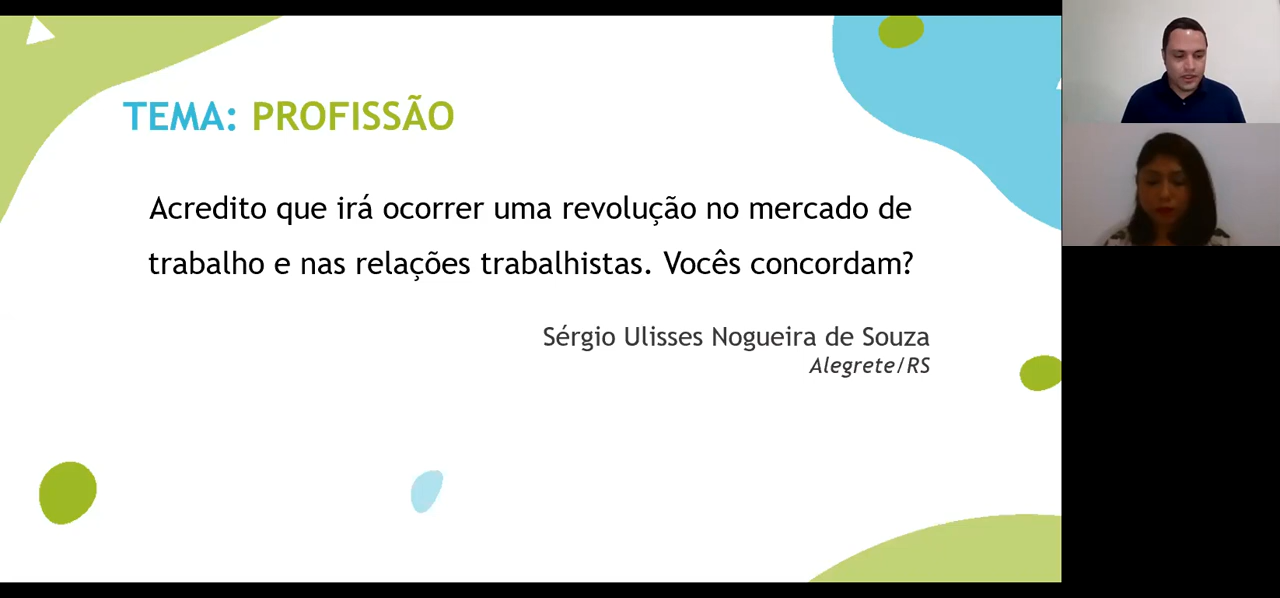 TEMA: PROFISSÃO
Acredito que irá ocorrer uma revolução no mercado de
trabalho e nas relações trabalhistas. Vocês concordam?
Sérgio Ulisses Nogueira de Souza
Alegrete/RS